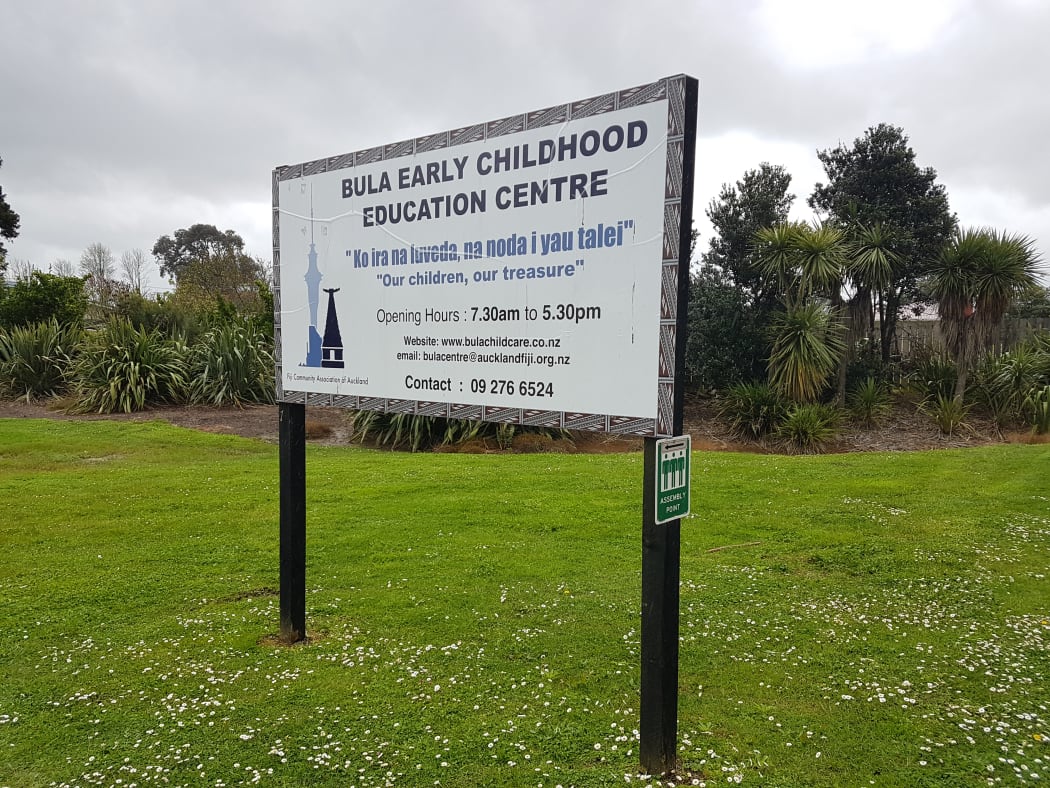 BULA EARLY CHILDHOOD
EDUCATION CENTRE
"Ko ira na luveda, na noda i yau talei"
"Our children, our treasure"
Opening Hours : 7.30am to 5.30pm
Website: www.bulachildcare.co.nz
email: bulacentre@aucklandfiji.org.nz
Contact : 09 276 6524
Fiji Community Association of Auckland
ASSEMBLY
POINT